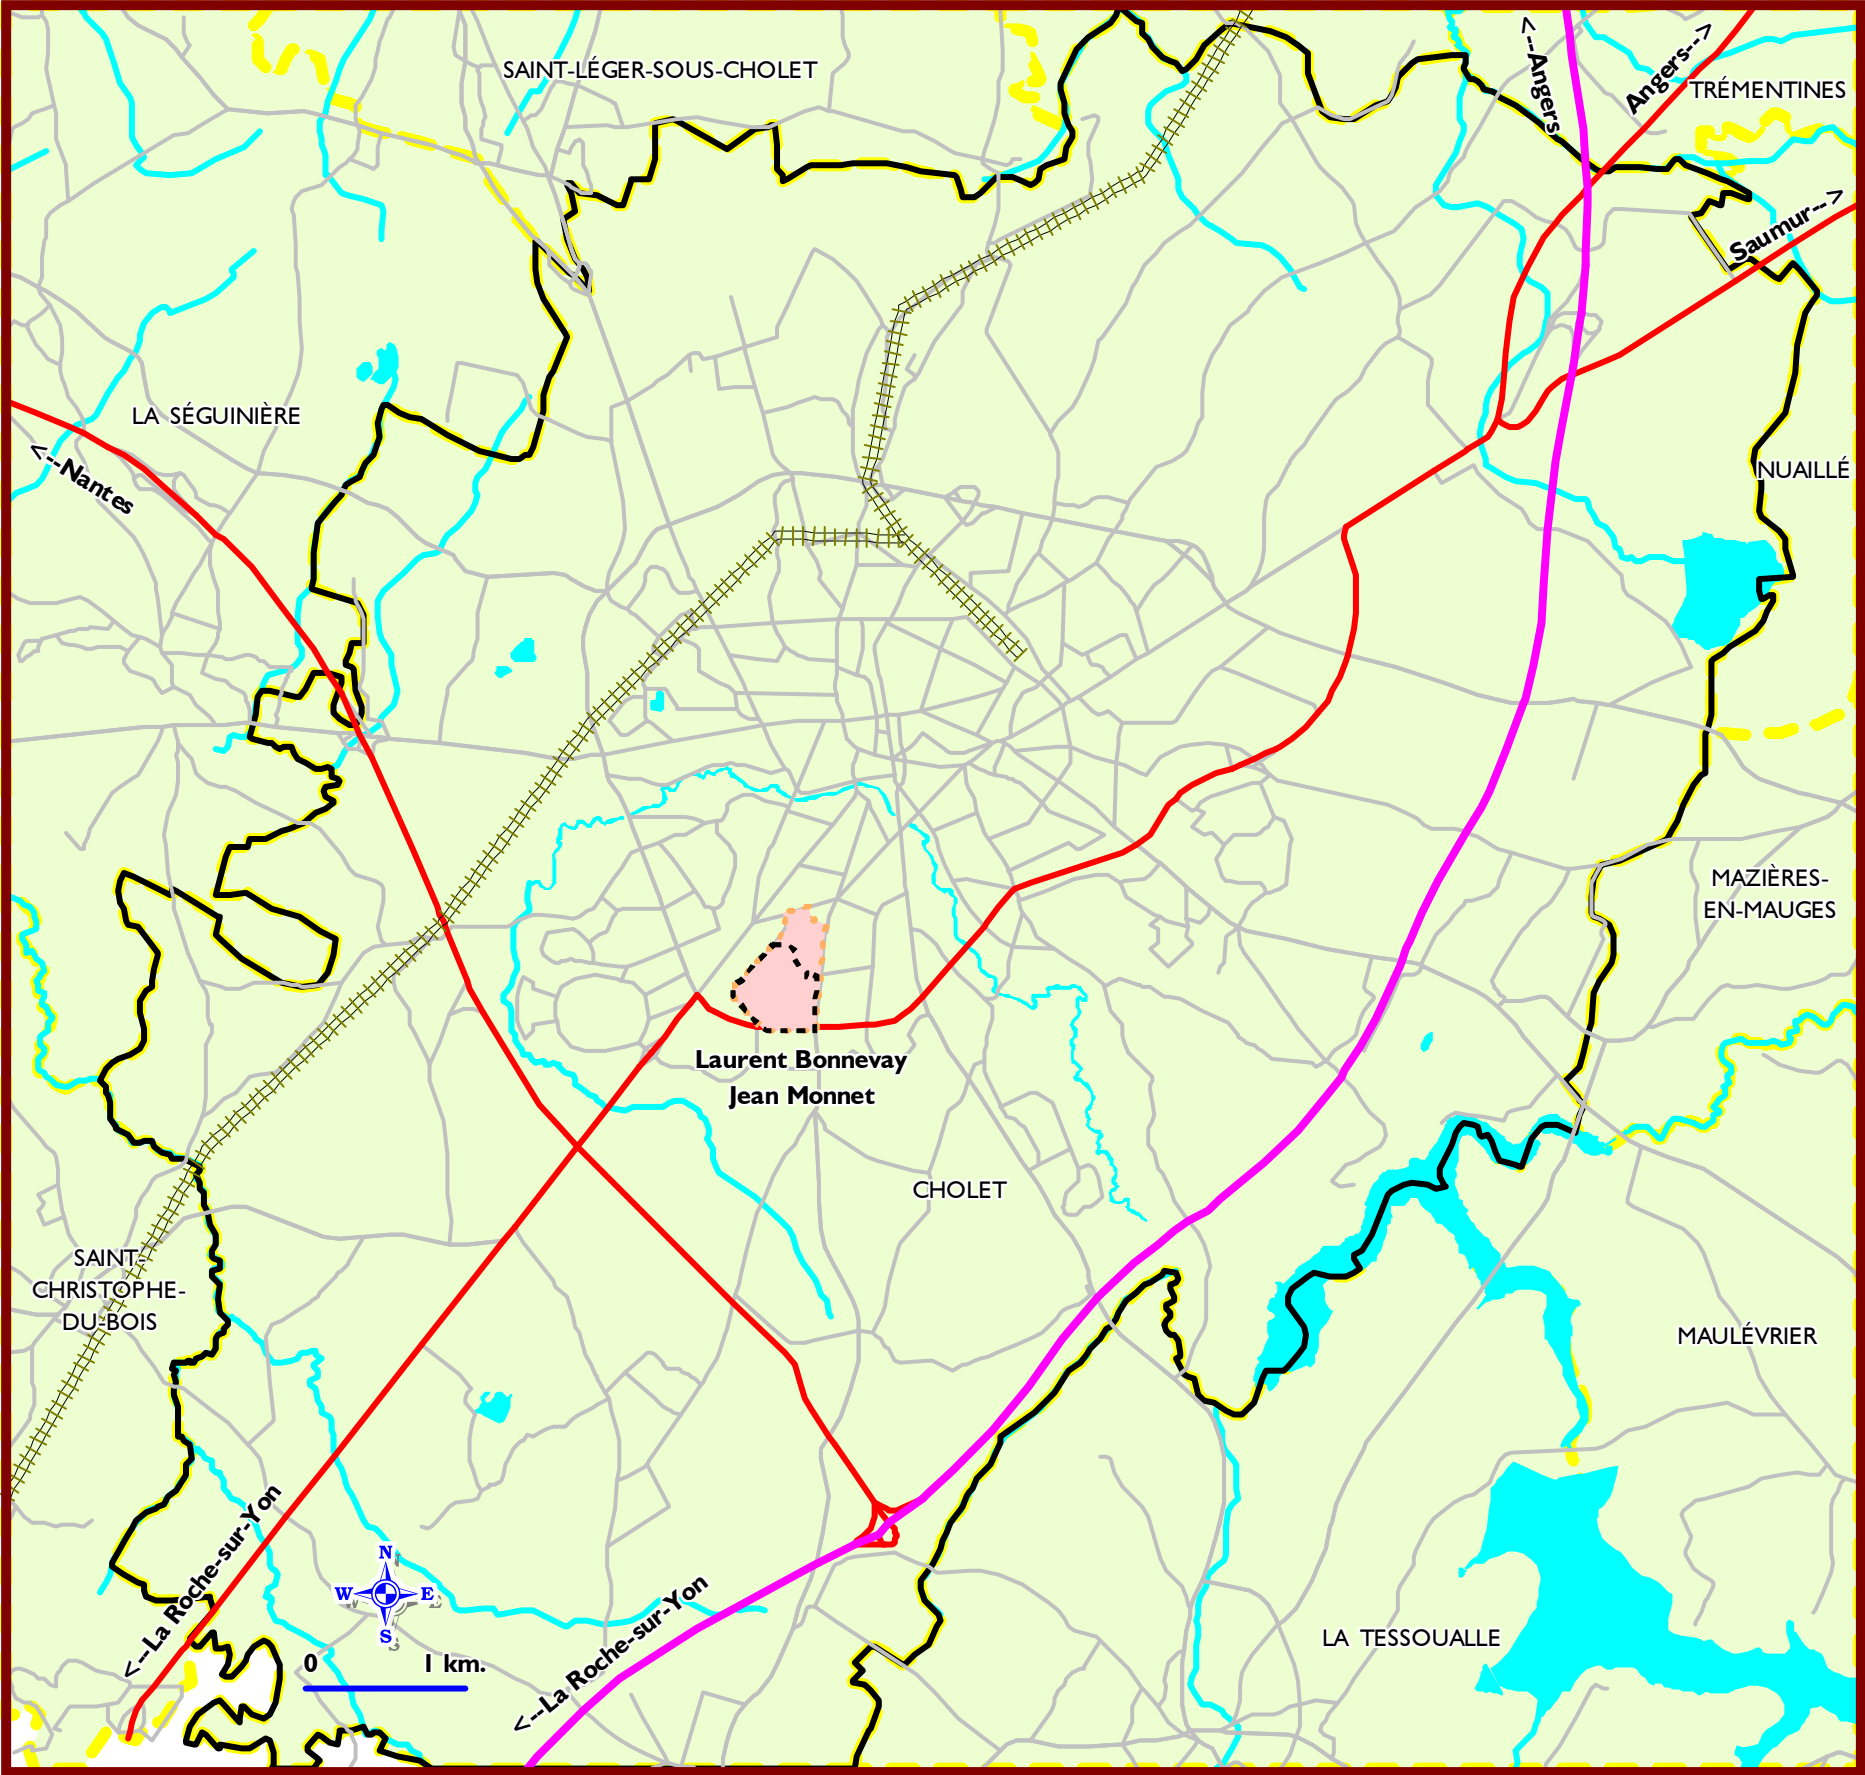 SAINT-LÉGER-SOUS-CHOLET
<--Angers
Angers-->
TRÉMENTINES
Saumur-->
LA SÉGUINIÈRE
<--Nantes
NUAILLÉ
MAZIÈRES-
EN-MAUGES
Laurent Bonnevay
Jean Monnet
CHOLET
SAINT-
CHRISTOPHE-
DU-BOIS
MAULÉVRIER
<--La Roche-sur-Yon
N
W E
S
0 1 km.
<--La Roche-sur-Yon
LA TESSOUALLE